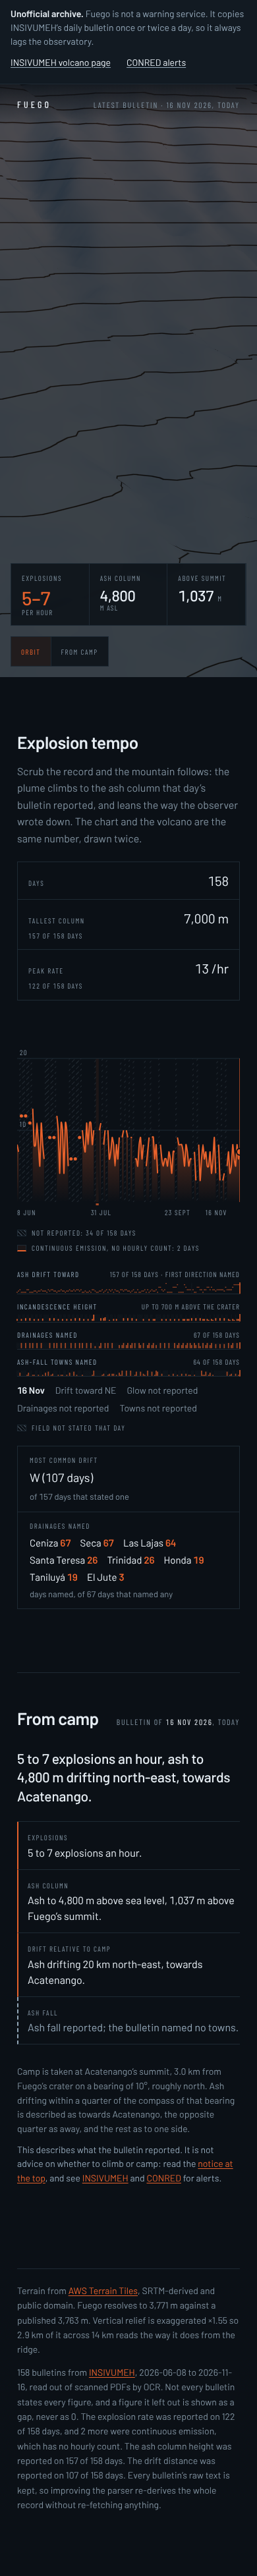 Unofficial archive. Fuego is not a warning service. It copies
INSIVUMEH's daily bulletin once or twice a day, so it always
lags the observatory.
INSIVUMEH volcano page CONRED alerts
FUEGO LATEST BULLETIN · 16 NOV 2026, TODAY
EXPLOSIONS ASH COLUMN ABOVE SUMMIT
5–7 4,800 1,037 M
PER HOUR M ASL
ORBIT FROM CAMP
Explosion tempo
Scrub the record and the mountain follows: the
plume climbs to the ash column that day's
bulletin reported, and leans the way the observer
wrote down. The chart and the volcano are the
same number, drawn twice.
DAYS 158
TALLEST COLUMN 7,000 m
157 OF 158 DAYS
PEAK RATE 13 /hr
122 OF 158 DAYS
20
10
8 JUN 31 JUL 23 SEPT 16 NOV
NOT REPORTED: 34 OF 158 DAYS
CONTINUOUS EMISSION, NO HOURLY COUNT: 2 DAYS
ASH DRIFT TOWARD 157 OF 158 DAYS · FIRST DIRECTION NAMED
INCANDESCENCE HEIGHT UP TO 700 M ABOVE THE CRATER
DRAINAGES NAMED 67 OF 158 DAYS
ASH-FALL TOWNS NAMED 84 OF 158 DAYS
16 Nov Drift toward NE Glow not reported
Drainages not reported Towns not reported
FIELD NOT STATED THAT DAY
MOST COMMON DRIFT
W (107 days)
of 157 days that stated one
DRAINAGES NAMED
Ceniza 67 Seca 67 Las Lajas 64
Santa Teresa 26 Trinidad 26 Honda 19
Taniluyá 19 El Jute 3
days named, of 67 days that named any
From camp BULLETIN OF 16 NOV 2026, TODAY
5 to 7 explosions an hour, ash to
4,800 m drifting north-east, towards
Acatenango.
EXPLOSIONS
5 to 7 explosions an hour.
ASH COLUMN
Ash to 4,800 m above sea level, 1,037 m above
Fuego's summit.
DRIFT RELATIVE TO CAMP
Ash drifting 20 km north-east, towards
Acatenango.
ASH FALL
Ash fall reported; the bulletin named no towns.
Camp is taken at Acatenango's summit, 3.0 km from
Fuego's crater on a bearing of 10°, roughly north. Ash
drifting within a quarter of the compass of that bearing
is described as towards Acatenango, the opposite
quarter as away, and the rest as to one side.
This describes what the bulletin reported. It is not
advice on whether to climb or camp: read the notice at
the top, and see INSIVUMEH and CONRED for alerts.
Terrain from AWS Terrain Tiles, SRTM-derived and
public domain. Fuego resolves to 3,771 m against a
published 3,763 m. Vertical relief is exaggerated ×1.55 so
2.9 km of it across 14 km reads the way it does from the
ridge.
158 bulletins from INSIVUMEH, 2026-06-08 to 2026-11-
16, read out of scanned PDFs by OCR. Not every bulletin
states every figure, and a figure it left out is shown as a
gap, never as 0. The explosion rate was reported on 122
of 158 days, and 2 more were continuous emission,
which has no hourly count. The ash column height was
reported on 157 of 158 days. The drift distance was
reported on 107 of 158 days. Every bulletin's raw text is
kept, so improving the parser re-derives the whole
record without re-fetching anything.